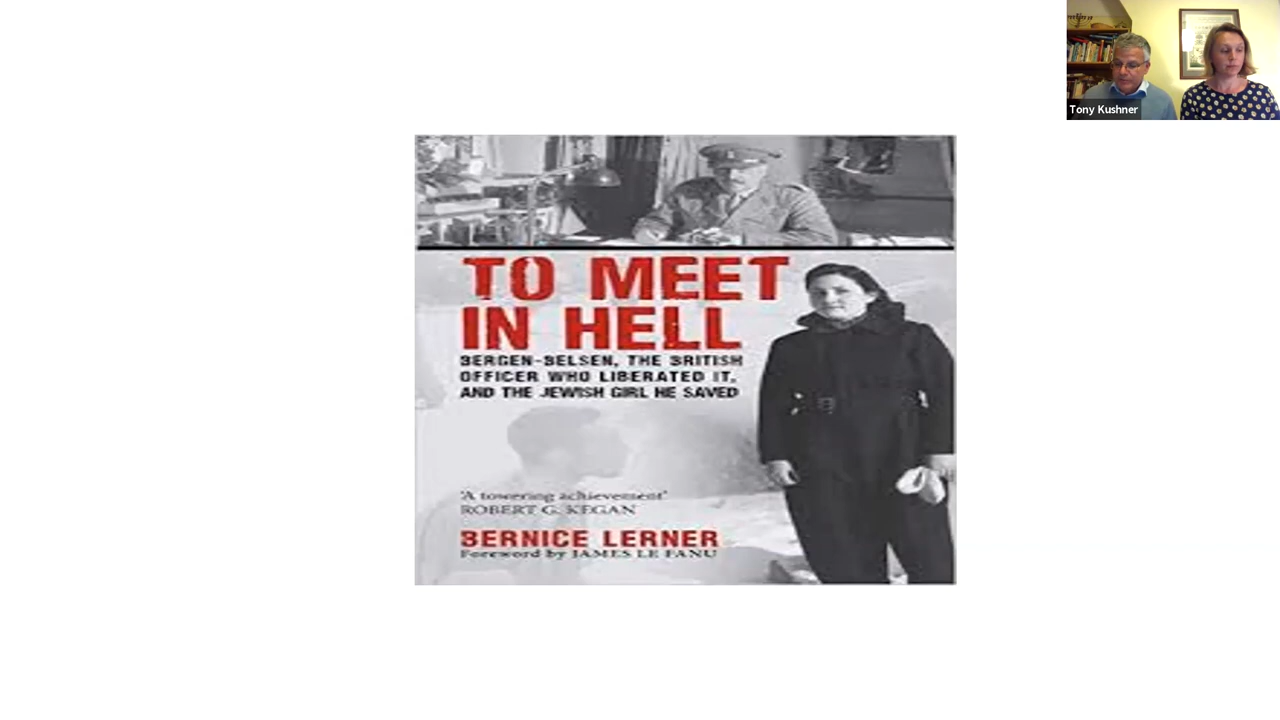 Tony Kushner
TO MEET
IN HELL
BERGEN-BELSEN, THE BRITISH
OFFICER WHO LIBERATED IT,
AND THE JEWISH GIRL HE SAVED
'A towering achievement'
ROBERT G. KEGAN
BERNICE LERNER
Foreword by JAMES LE FANU